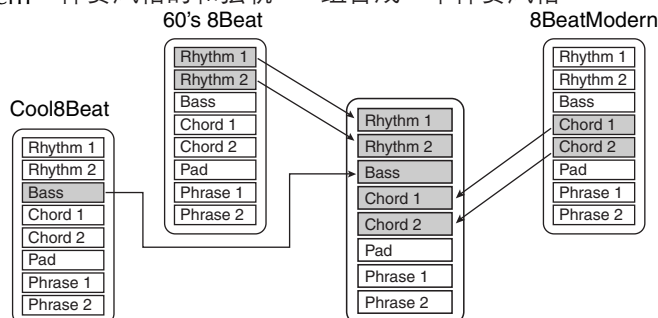 60's 8Beat
Rhythm 1
Rhythm 2
Bass
Chord 1
Chord 2
Pad
Phrase 1
Phrase 2
8BeatModern
Rhythm 1
Rhythm 2
Bass
Chord 1
Chord 2
Pad
Phrase 1
Phrase 2
Cool8Beat
Rhythm 1
Rhythm 2
Bass
Chord 1
Chord 2
Pad
Phrase 1
Phrase 2
Rhythm 1
Rhythm 2
Bass
Chord 1
Chord 2
Pad
Phrase 1
Phrase 2